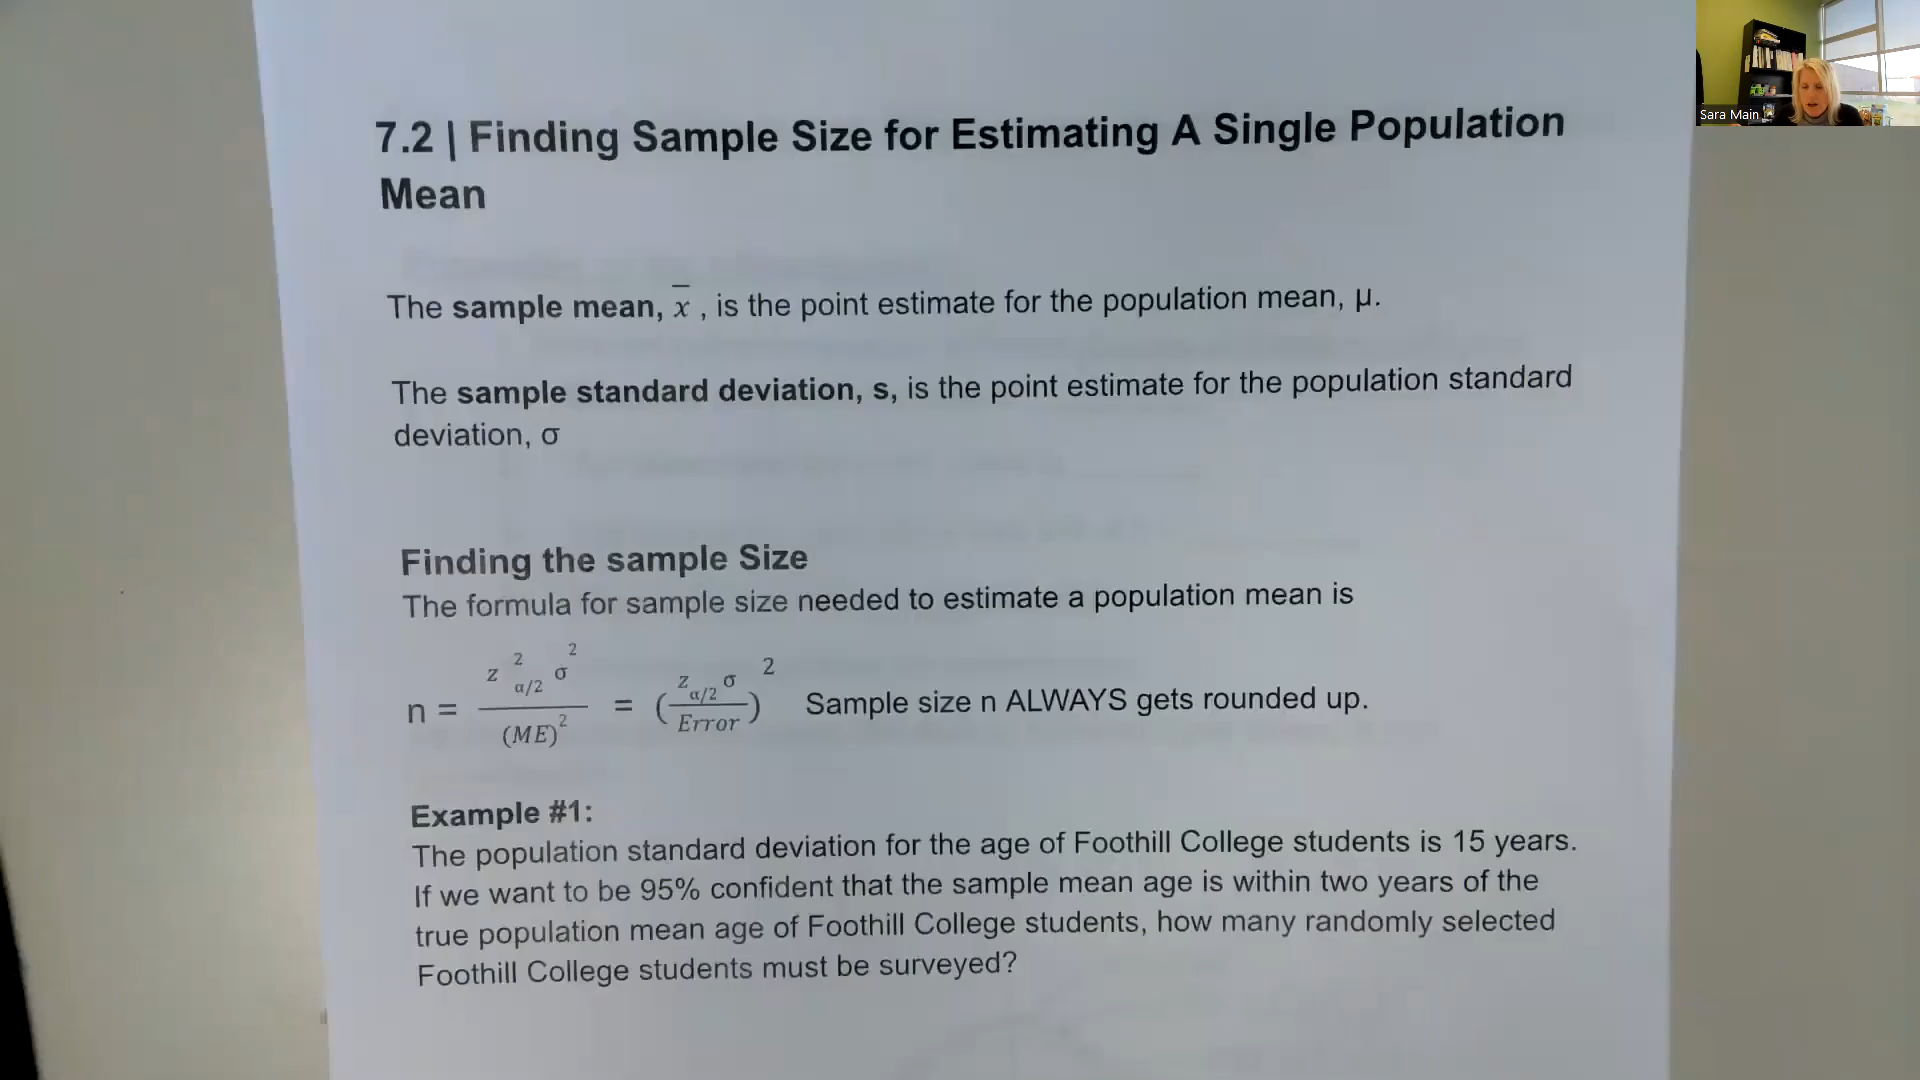 7.2 | Finding Sample Size for Estimating A Single Population
Mean
The sample mean, x̅ , is the point estimate for the population mean, μ.
The sample standard deviation, s, is the point estimate for the population standard
deviation, σ
Finding the sample Size
The formula for sample size needed to estimate a population mean is
n = z²α/2 σ² / (ME)² = (zα/2 σ / Error)² Sample size n ALWAYS gets rounded up.
Example #1:
The population standard deviation for the age of Foothill College students is 15 years.
If we want to be 95% confident that the sample mean age is within two years of the
true population mean age of Foothill College students, how many randomly selected
Foothill College students must be surveyed?
Sara Main